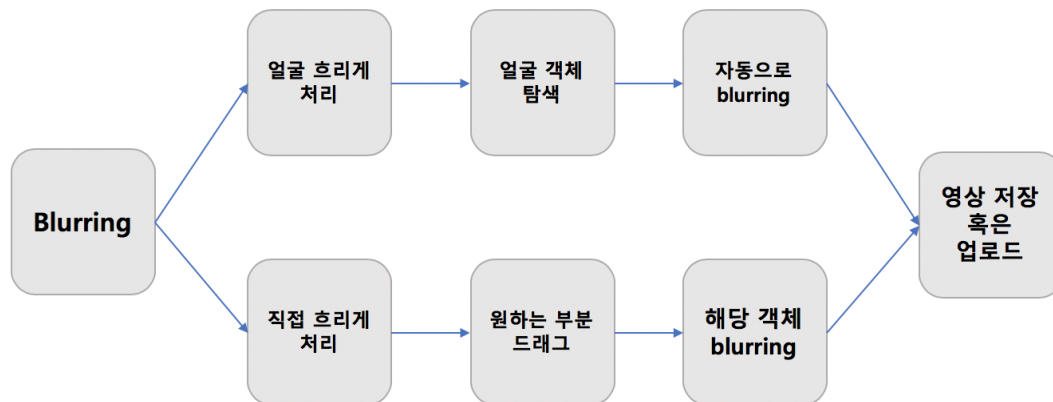 얼굴 흐리게
처리
얼굴 객체
탐색
자동으로
blurring
Blurring
영상 저장
혹은
업로드
직접 흐리게
처리
원하는 부분
드래그
해당 객체
blurring